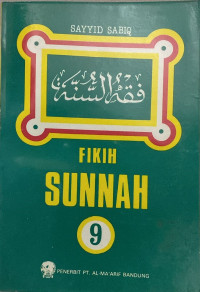 SAYYID SABIQ
فقه السنة
FIKIH
SUNNAH
9
PENERBIT PT. AL-MA'ARIF BANDUNG